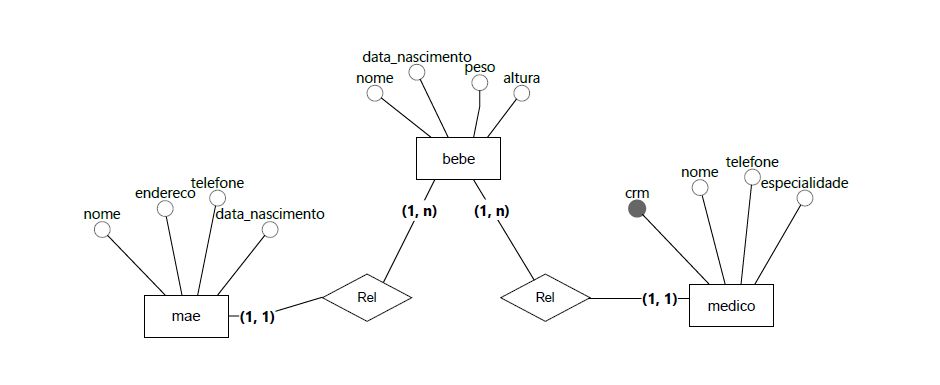 data_nascimento
peso
nome
altura
bebe
telefone
endereco
nome
data_nascimento
telefone
nome
especialidade
crm
(1, n)
(1, n)
Rel
Rel
(1, 1)
(1, 1)
mae
medico